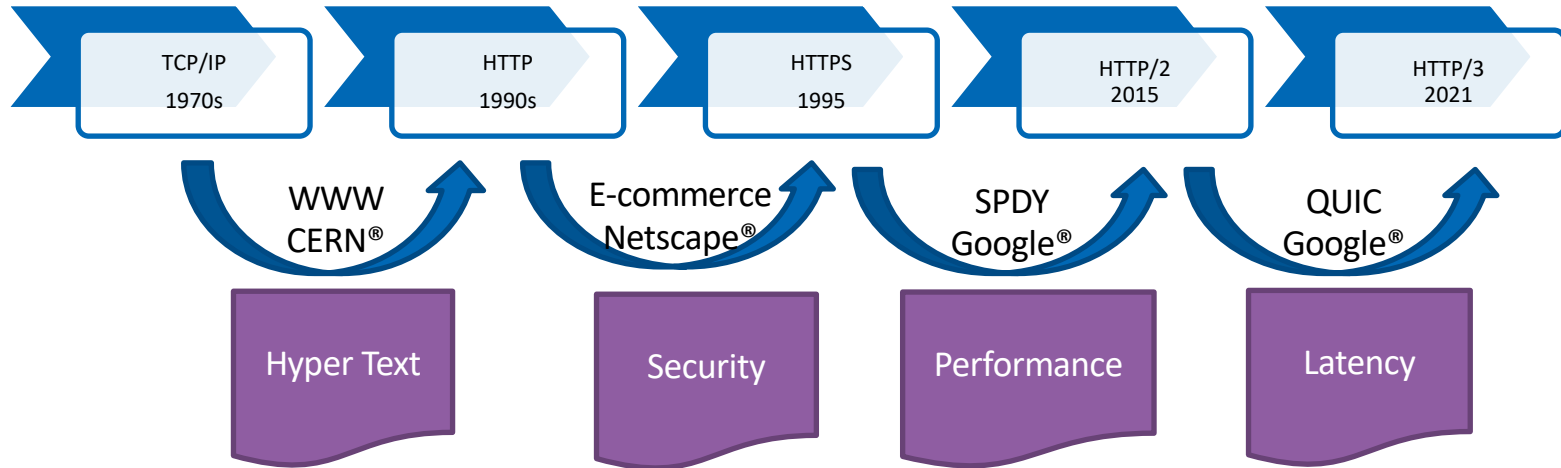 TCP/IP
1970s
HTTP
1990s
HTTPS
1995
HTTP/2
2015
HTTP/3
2021
WWW
CERN®
E-commerce
Netscape®
SPDY
Google®
QUIC
Google®
Hyper Text
Security
Performance
Latency